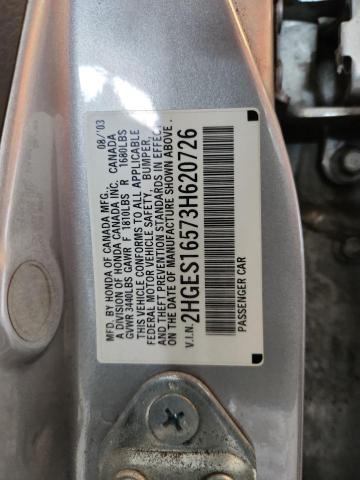 MFD. BY HONDA OF CANADA MFG. 08/'03
A DIVISION OF HONDA CANADA INC. CANADA
GVWR 3440LBS GAWR F 1810LBS R 1680LBS
THIS VEHICLE CONFORMS TO ALL APPLICABLE
FEDERAL MOTOR VEHICLE SAFETY, BUMPER,
AND THEFT PREVENTION STANDARDS IN EFFECT
ON THE DATE OF MANUFACTURE SHOWN ABOVE.
V.I.N. 2HGES16573H620726
PASSENGER CAR